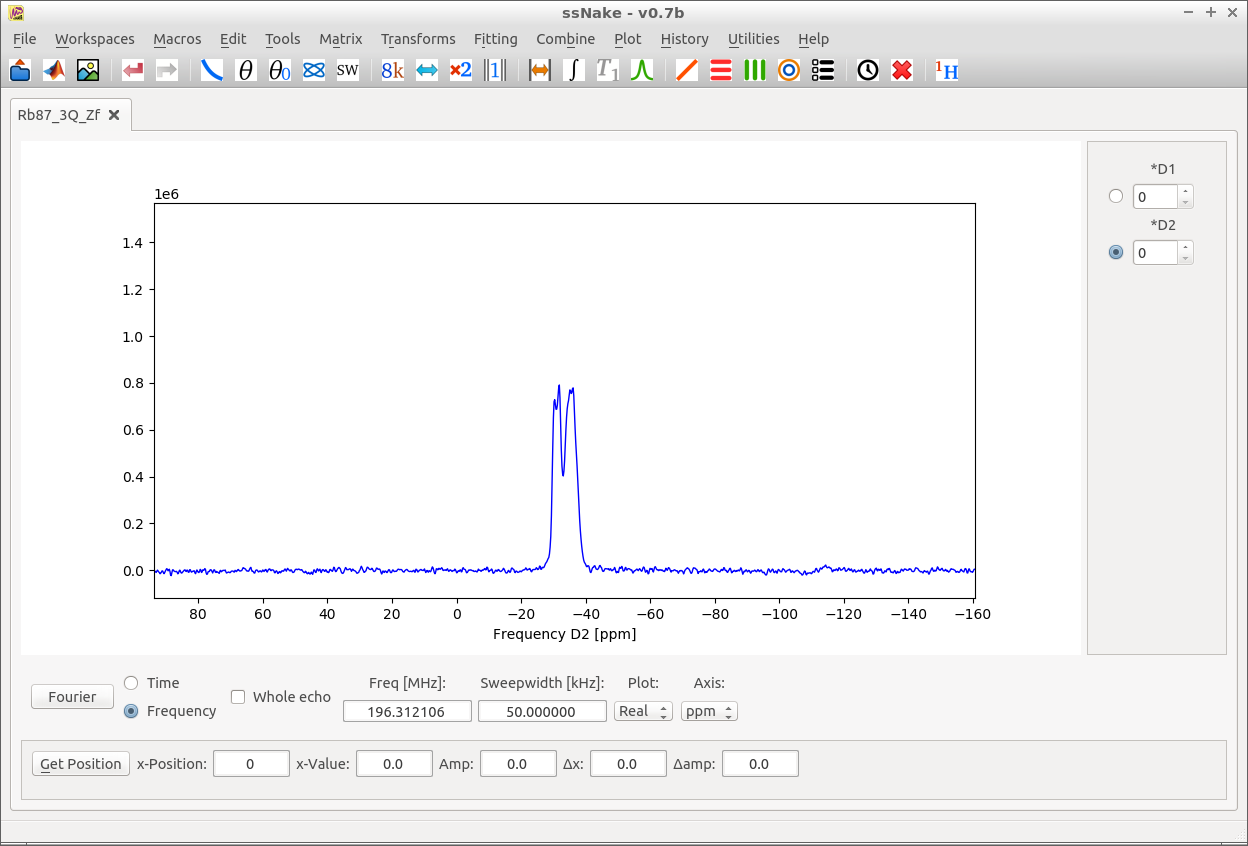 ssNake - v0.7b
File Workspaces Macros Edit Tools Matrix Transforms Fitting Combine Plot History Utilities Help
θ θ0 SW 8k ×2 |1| ∫ T1 1H
Rb87_3Q_Zf
1e6
1.4
1.2
1.0
0.8
0.6
0.4
0.2
0.0
80 60 40 20 0 −20 −40 −60 −80 −100 −120 −140 −160
Frequency D2 [ppm]
*D1
0
*D2
0
Fourier
Time
Frequency
Whole echo
Freq [MHz]: Sweepwidth [kHz]: Plot: Axis:
196.312106 50.000000 Real ppm
Get Position x-Position: 0 x-Value: 0.0 Amp: 0.0 Δx: 0.0 Δamp: 0.0